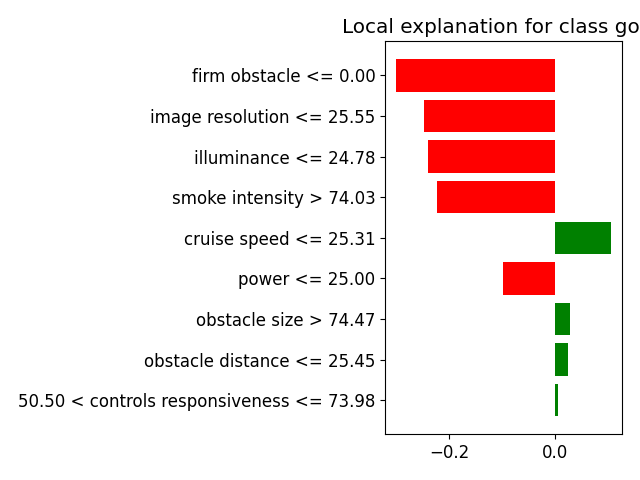 Local explanation for class go
firm obstacle <= 0.00
image resolution <= 25.55
illuminance <= 24.78
smoke intensity > 74.03
cruise speed <= 25.31
power <= 25.00
obstacle size > 74.47
obstacle distance <= 25.45
50.50 < controls responsiveness <= 73.98
−0.2 0.0